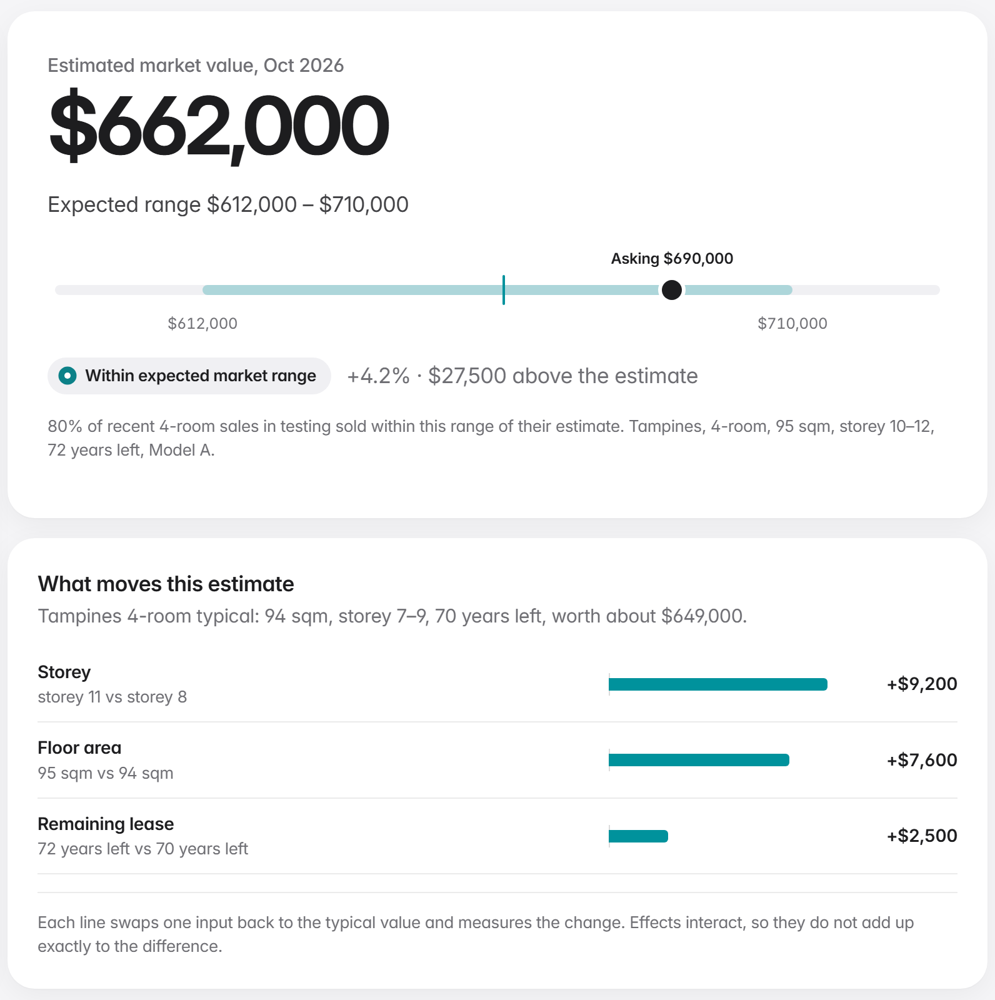 Estimated market value, Oct 2026
$662,000
Expected range $612,000 – $710,000
Asking $690,000
$612,000 $710,000
Within expected market range +4.2% · $27,500 above the estimate
80% of recent 4-room sales in testing sold within this range of their estimate. Tampines, 4-room, 95 sqm, storey 10–12,
72 years left, Model A.
What moves this estimate
Tampines 4-room typical: 94 sqm, storey 7–9, 70 years left, worth about $649,000.
Storey
storey 11 vs storey 8
+$9,200
Floor area
95 sqm vs 94 sqm
+$7,600
Remaining lease
72 years left vs 70 years left
+$2,500
Each line swaps one input back to the typical value and measures the change. Effects interact, so they do not add up
exactly to the difference.